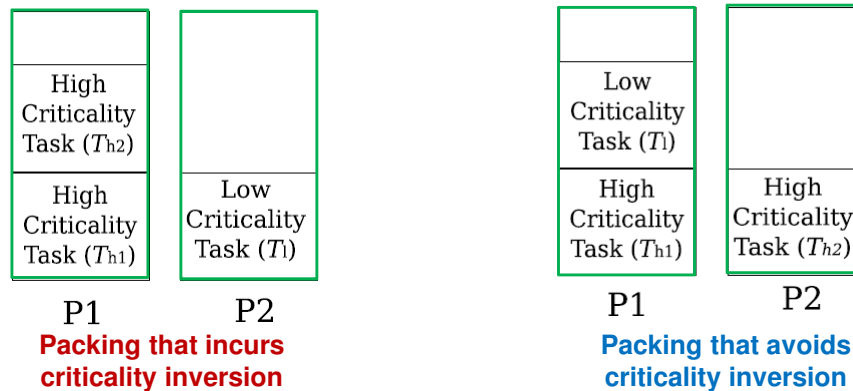 High
Criticality
Task (Th2)
High
Criticality
Task (Th1)
Low
Criticality
Task (Tl)
P1
P2
Packing that incurs
criticality inversion
Low
Criticality
Task (Tl)
High
Criticality
Task (Th1)
High
Criticality
Task (Th2)
P1
P2
Packing that avoids
criticality inversion